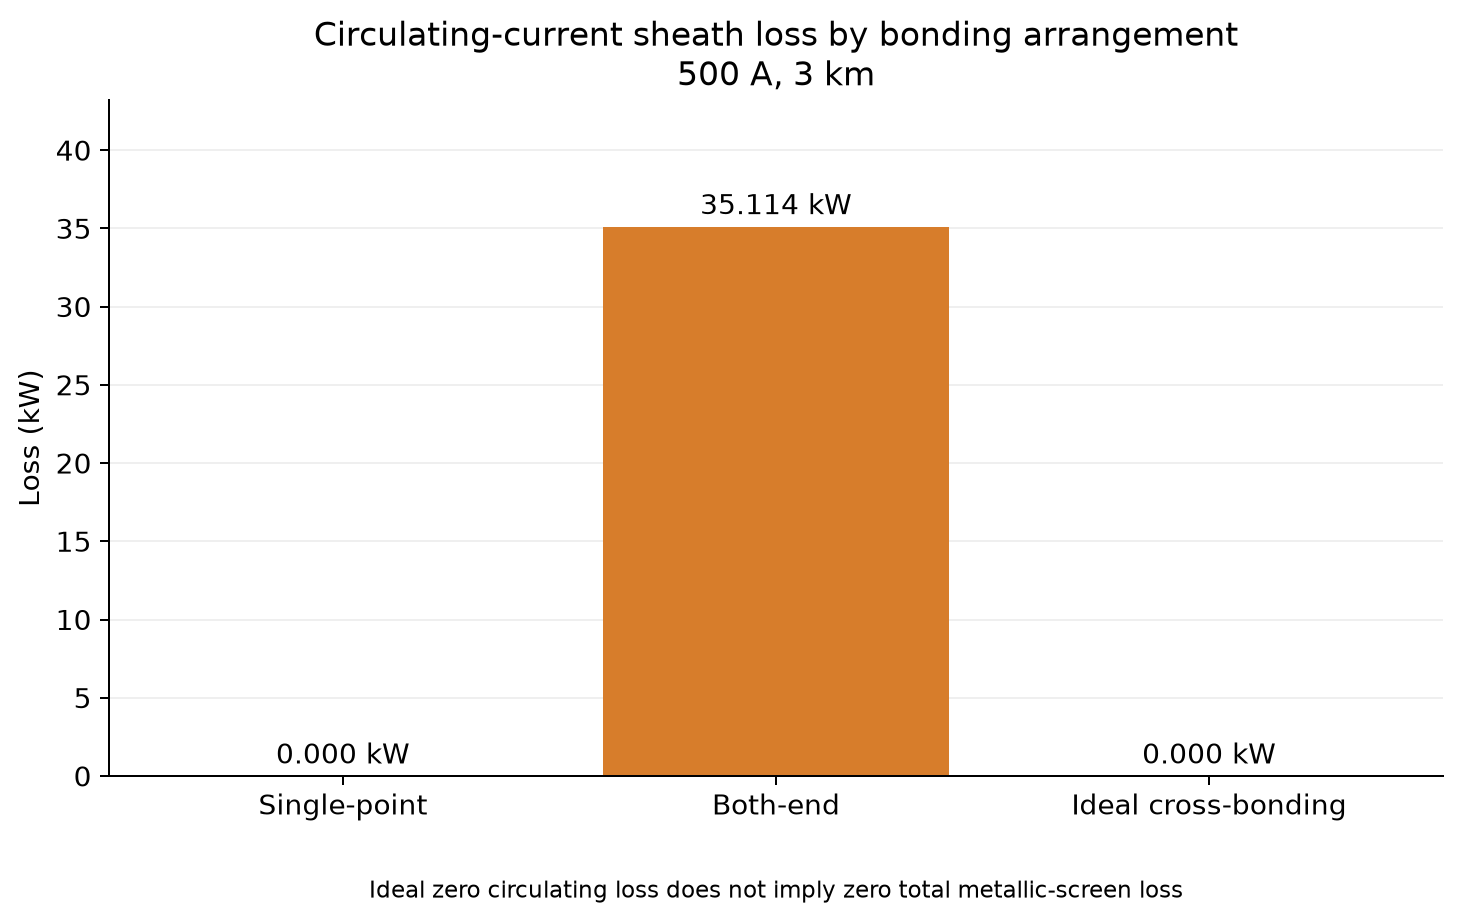 Circulating-current sheath loss by bonding arrangement
500 A, 3 km
Loss (kW)
40
35
30
25
20
15
10
5
0
0.000 kW
35.114 kW
0.000 kW
Single-point
Both-end
Ideal cross-bonding
Ideal zero circulating loss does not imply zero total metallic-screen loss